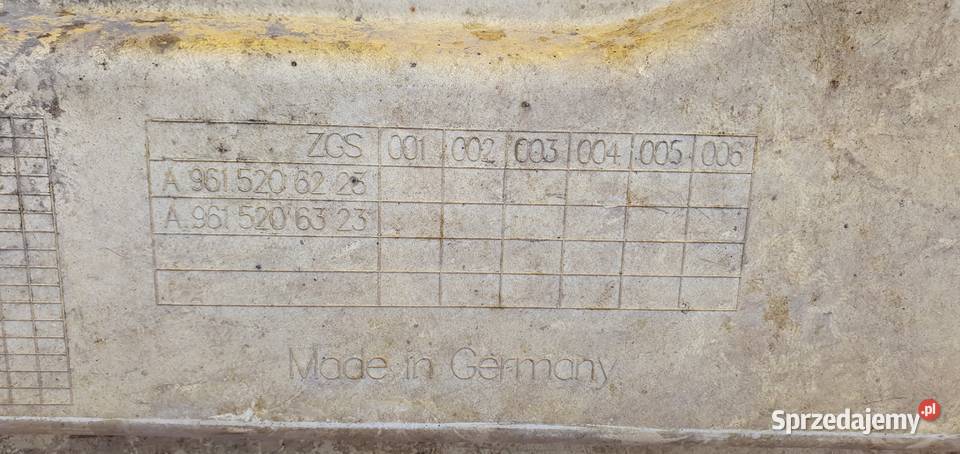 ZGS 001 002 003 004 005 006
A 961 520 62 23
A 961 520 63 23
Made in Germany
Sprzedajemy.pl